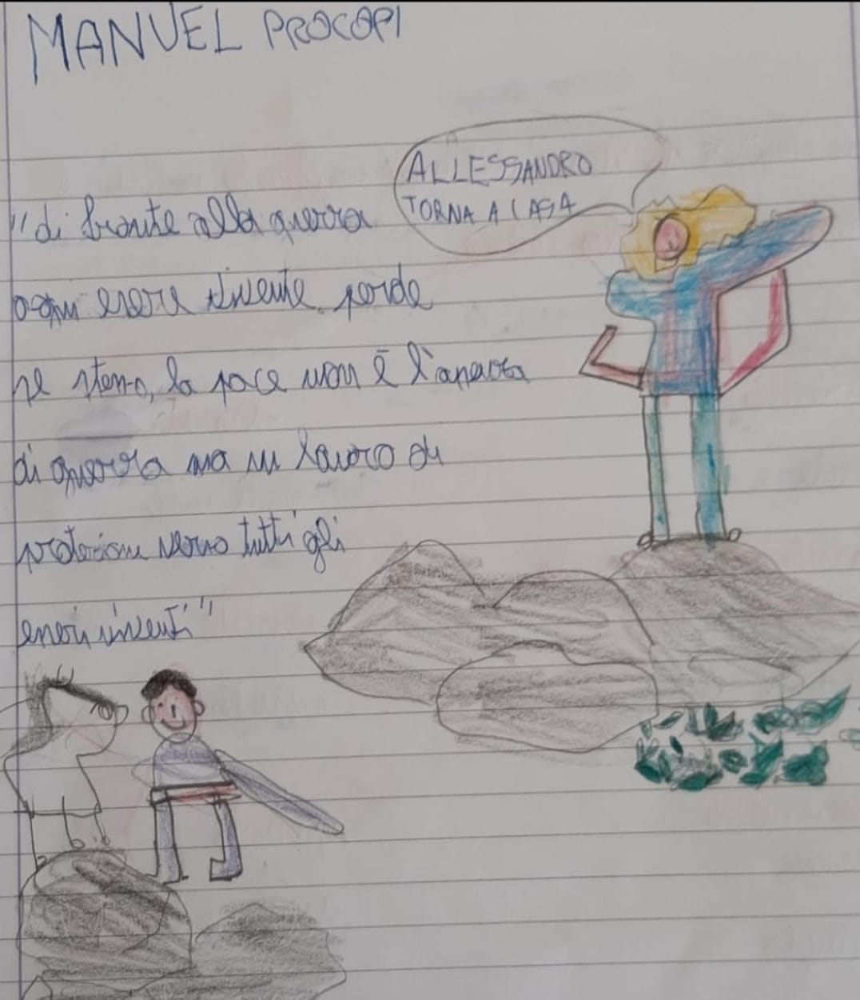 MANUEL PROCOPI
ALLESSANDRO
TORNA A CASA
"di fronte alla guerra
ogni essere vivente perde
se stesso, la pace non è l'assenza
di guerra ma un lavoro di
protezione verso tutti gli
esseri viventi"